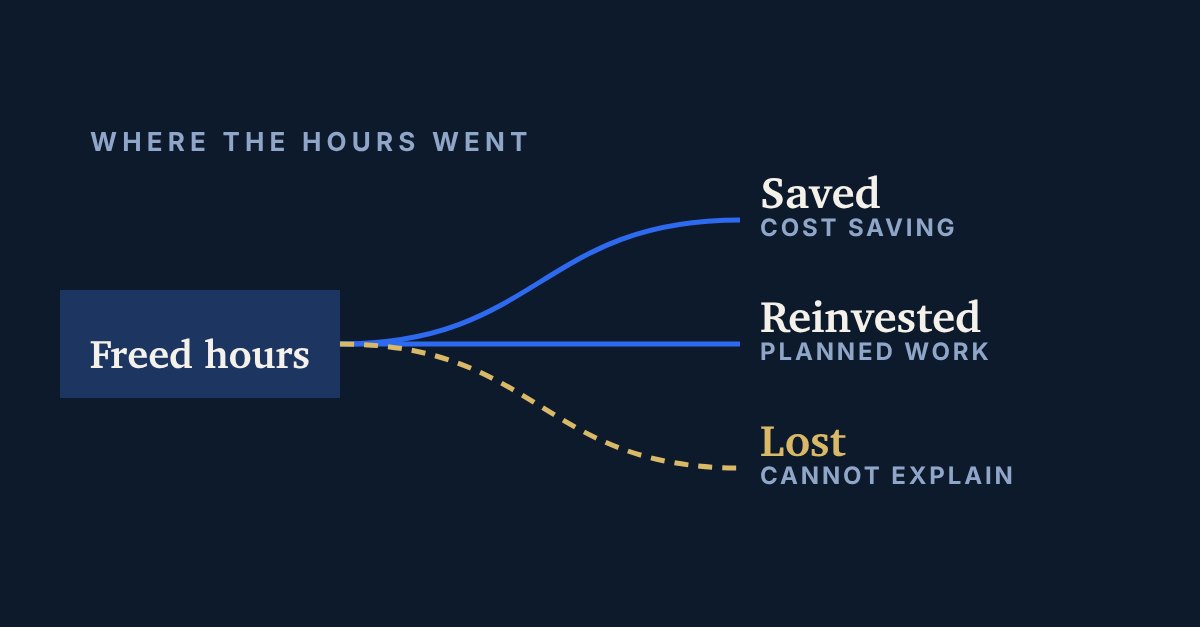 WHERE THE HOURS WENT
Saved
COST SAVING
Freed hours
Reinvested
PLANNED WORK
Lost
CANNOT EXPLAIN